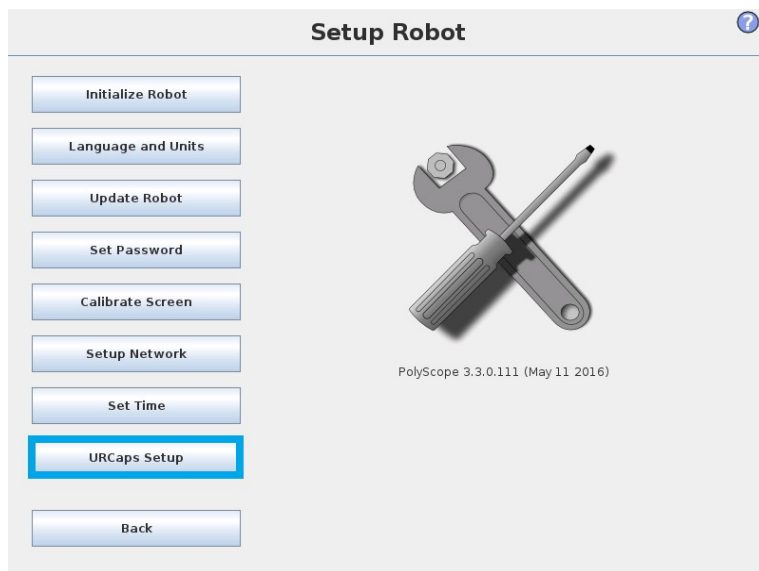 Setup Robot
?
Initialize Robot
Language and Units
Update Robot
Set Password
Calibrate Screen
Setup Network
Set Time
URCaps Setup
Back
PolyScope 3.3.0.111 (May 11 2016)